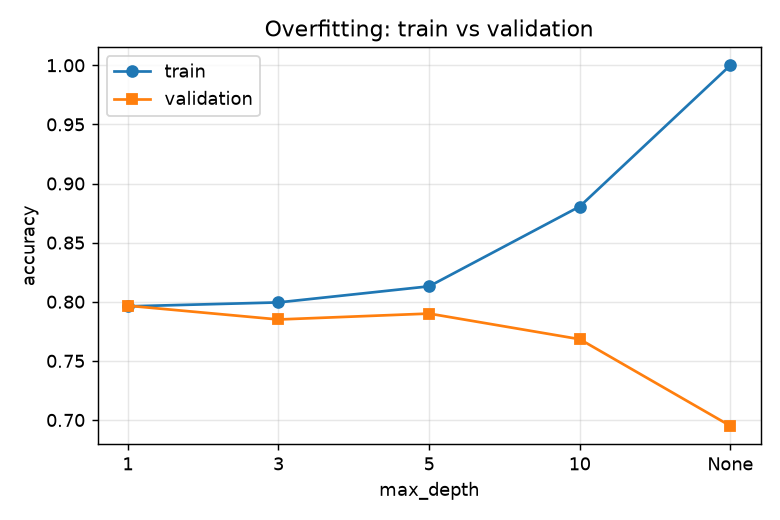 Overfitting: train vs validation
train
validation
1.00
0.95
0.90
0.85
0.80
0.75
0.70
accuracy
1
3
5
10
None
max_depth